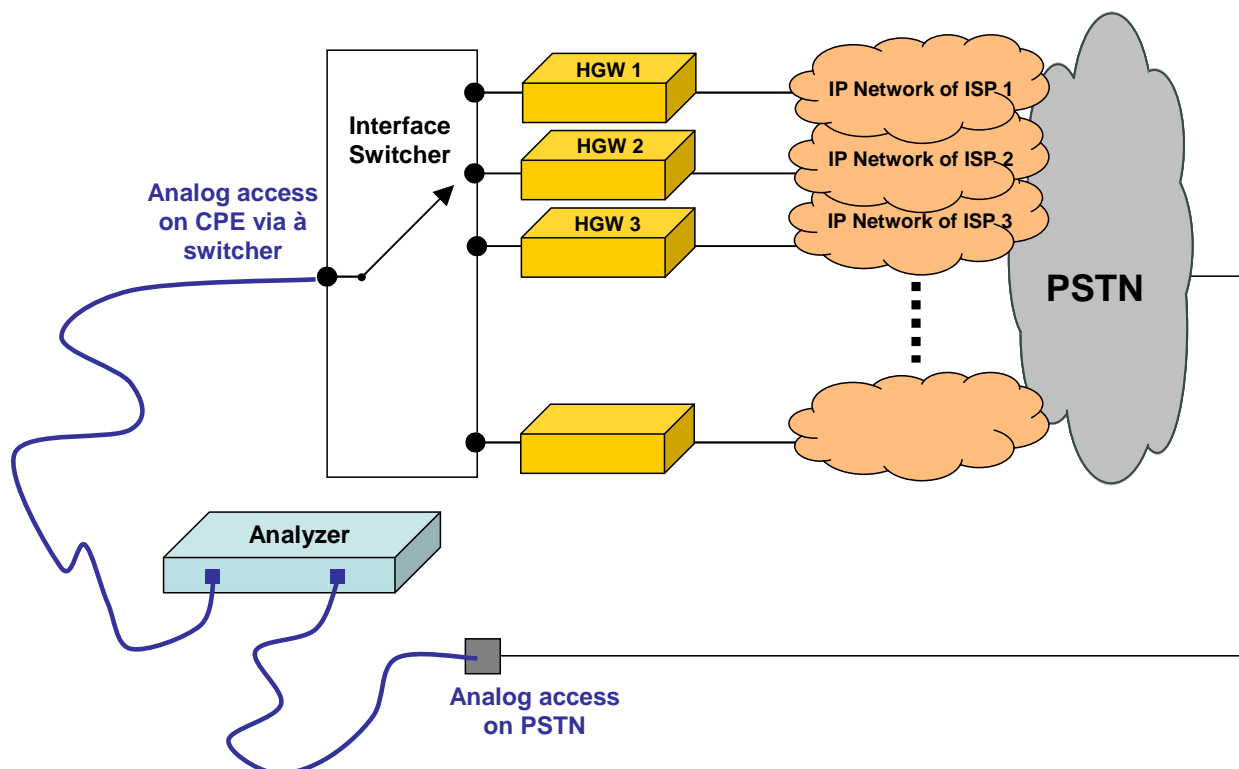 HGW 1
IP Network of ISP 1
Interface
Switcher
HGW 2
IP Network of ISP 2
Analog access
on CPE via à
switcher
HGW 3
IP Network of ISP 3
PSTN
Analyzer
Analog access
on PSTN